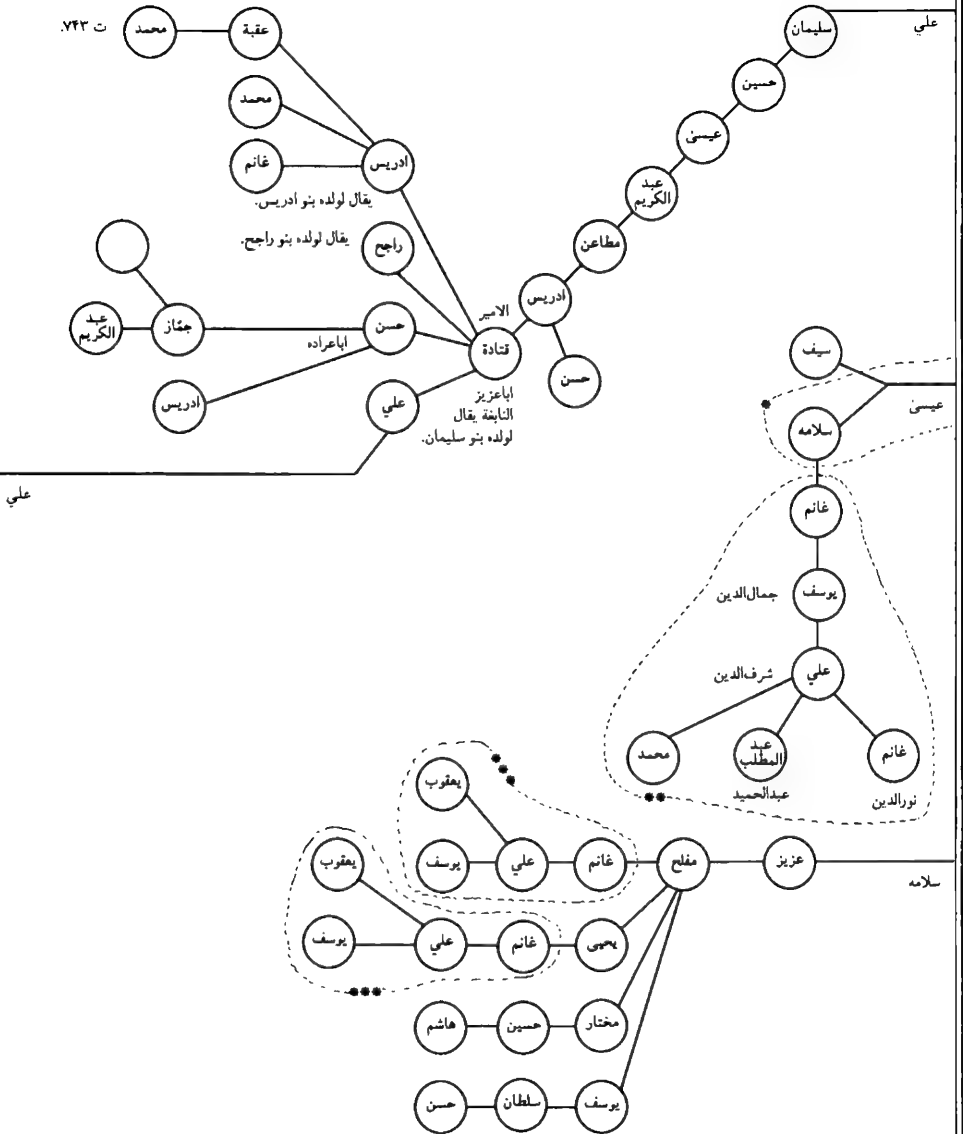 علي
سليمان
حسين
عيسىٰ
عبد
الكريم
مطاعن
ادريس
حسن
الامير
قتادة
اباعزيز
النابغة يقال
لولده بنو سليمان.
ادريس
يقال لولده بنو ادريس.
عقبة
محمد
ت ٧٤٣.
محمد
غانم
راجح
يقال لولده بنو راجح.
حسن
اباعراده
جمّاز
عبد
الكريم
ادريس
علي
علي
عيسىٰ
سيف
سلامه
غانم
يوسف
جمال‌الدين
علي
شرف‌الدين
غانم
نورالدين
عبد
المطلب
عبدالحميد
محمد
سلامه
عزيز
مفلح
غانم
علي
يعقوب
يوسف
يحيى
غانم
علي
يعقوب
يوسف
مختار
حسين
هاشم
يوسف
سلطان
حسن